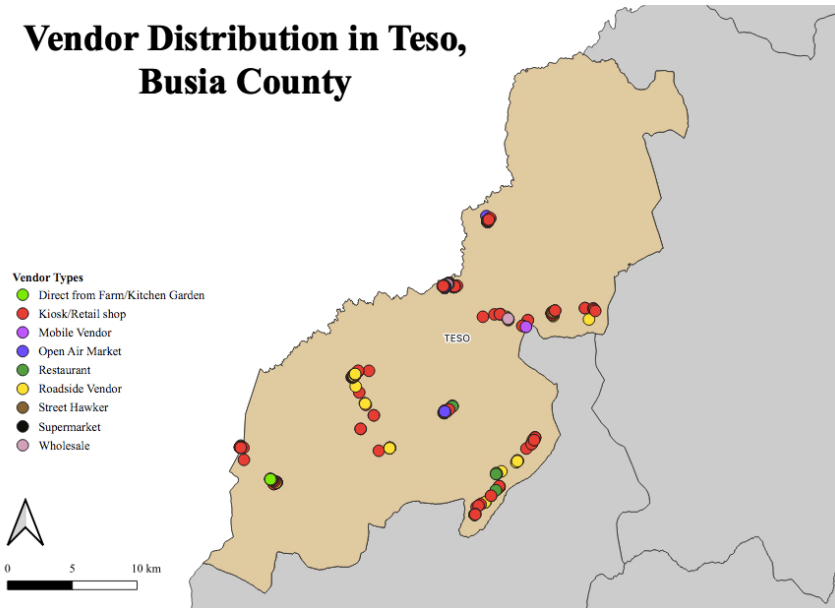 Vendor Distribution in Teso,
Busia County
TESO
Vendor Types
Direct from Farm/Kitchen Garden
Kiosk/Retail shop
Mobile Vendor
Open Air Market
Restaurant
Roadside Vendor
Street Hawker
Supermarket
Wholesale
0 5 10 km